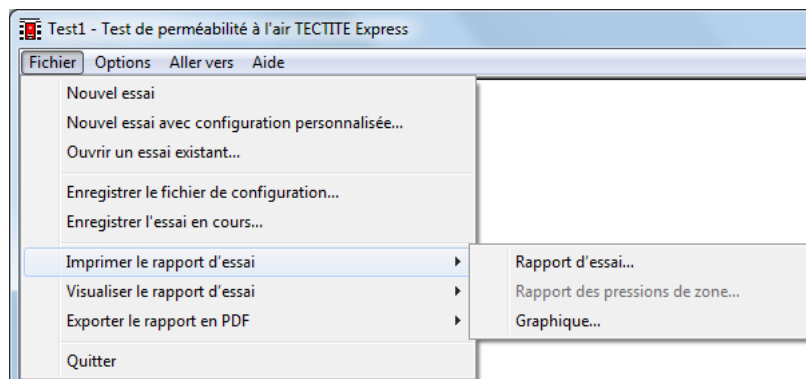 Test1 - Test de perméabilité à l'air TECTITE Express
Fichier Options Aller vers Aide
Nouvel essai
Nouvel essai avec configuration personnalisée...
Ouvrir un essai existant...
Enregistrer le fichier de configuration...
Enregistrer l'essai en cours...
Imprimer le rapport d'essai
Visualiser le rapport d'essai
Exporter le rapport en PDF
Quitter
Rapport d'essai...
Rapport des pressions de zone...
Graphique...